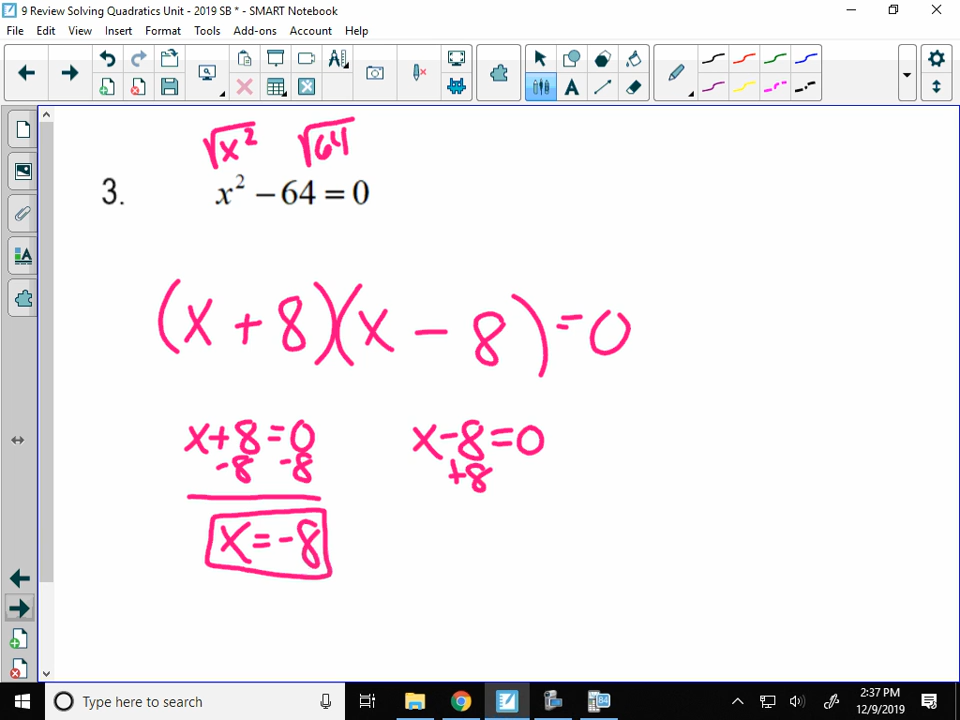 9 Review Solving Quadratics Unit - 2019 SB * - SMART Notebook
File Edit View Insert Format Tools Add-ons Account Help
√x² √64
3. x² − 64 = 0
(x + 8)(x − 8) = 0
x+8=0 x-8=0
-8 -8 +8
x = -8
Type here to search
2:37 PM
12/9/2019